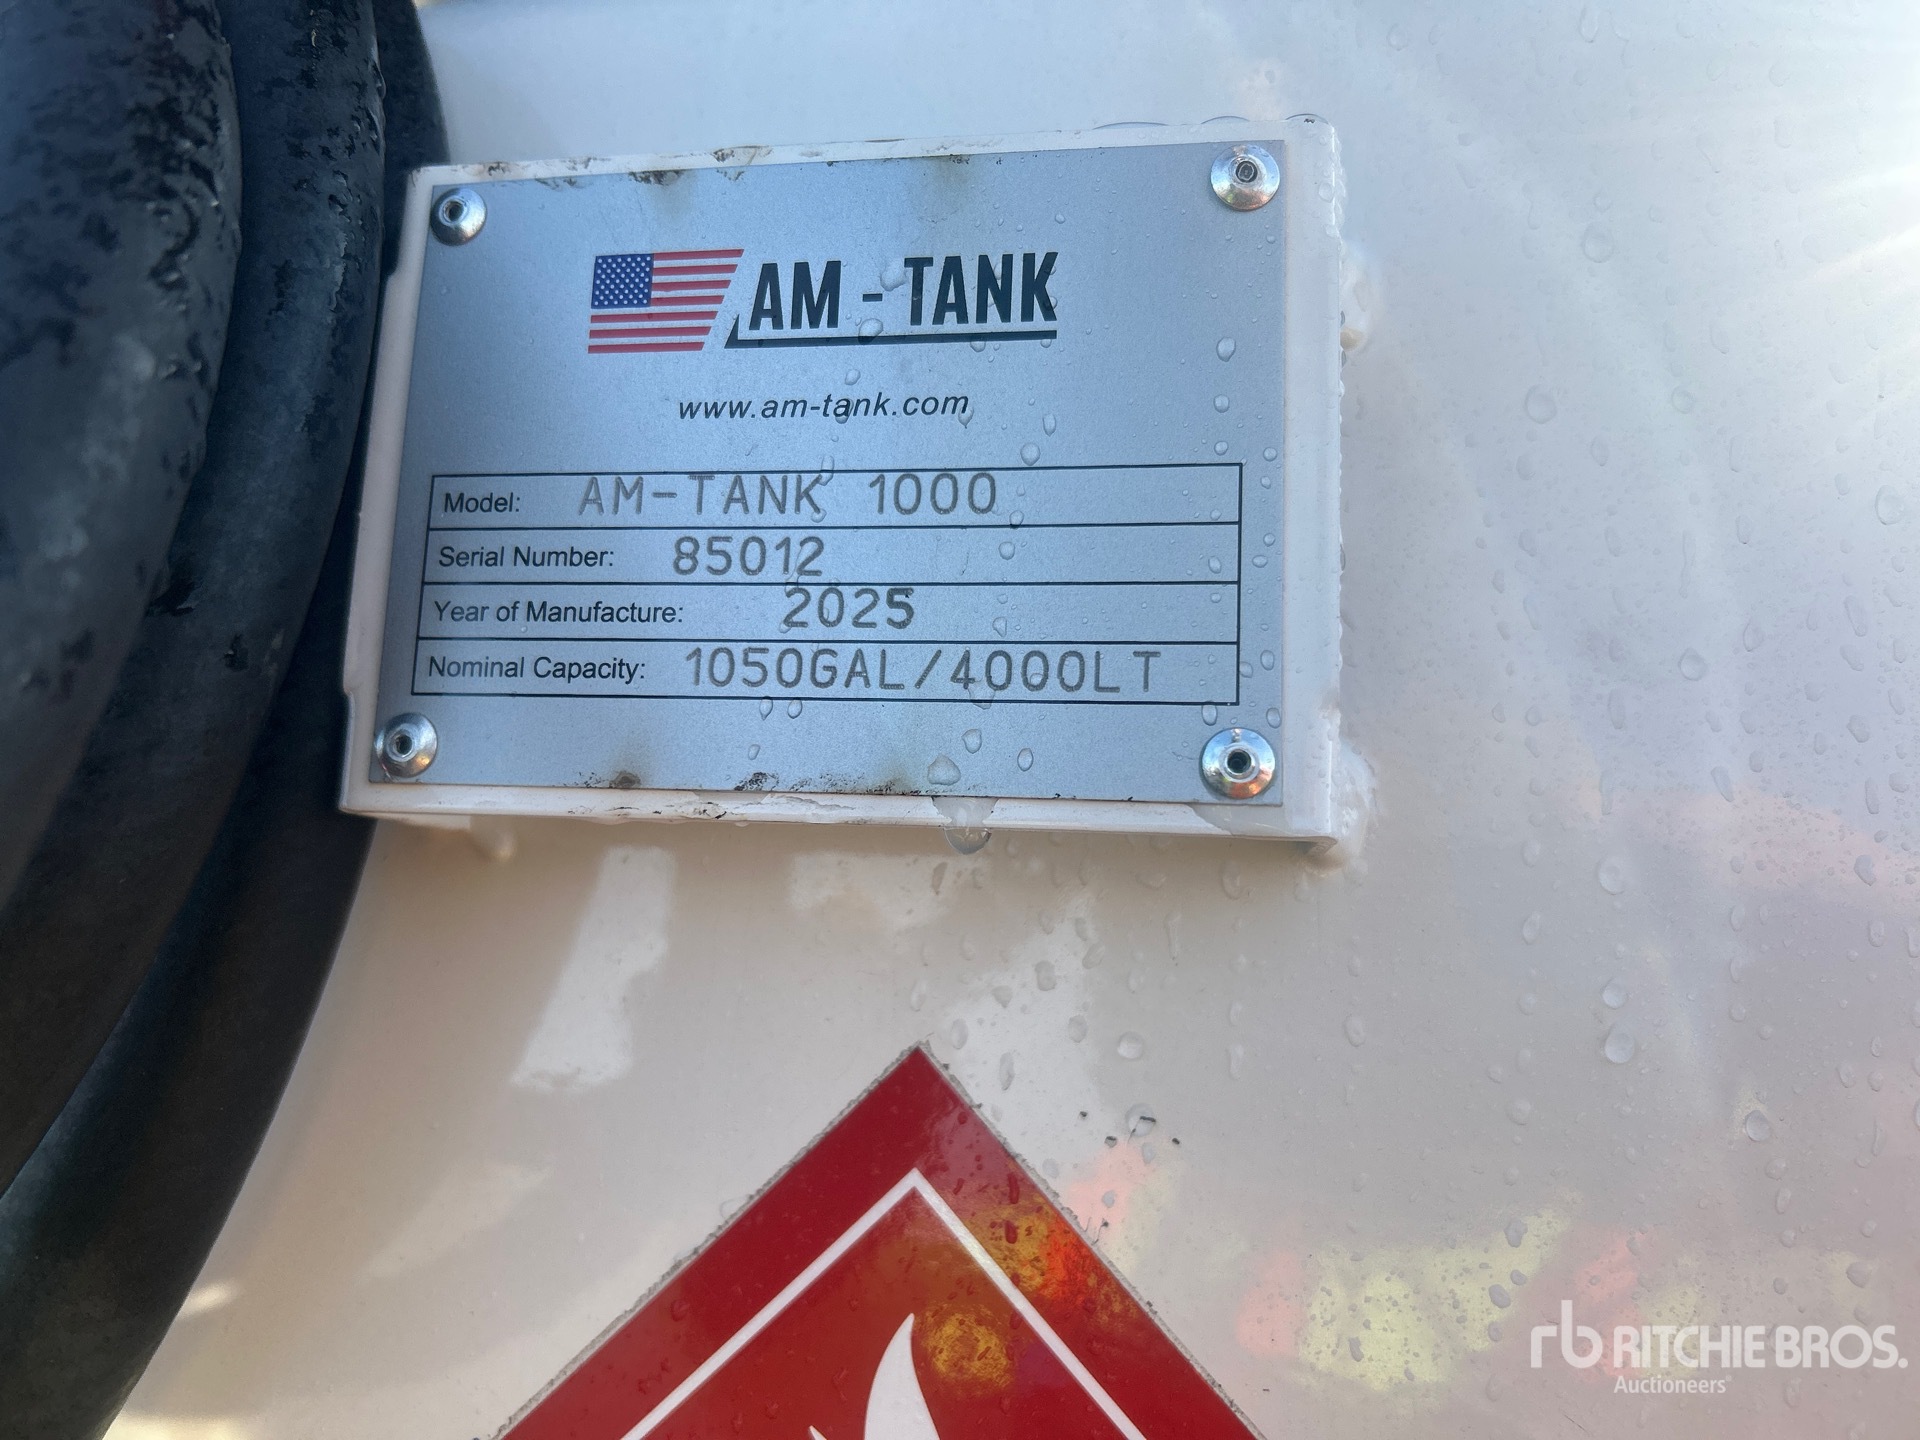 AM - TANK
www.am-tank.com
Model: AM-TANK 1000
Serial Number: 85012
Year of Manufacture: 2025
Nominal Capacity: 1050GAL/4000LT
rb RITCHIE BROS.
Auctioneers